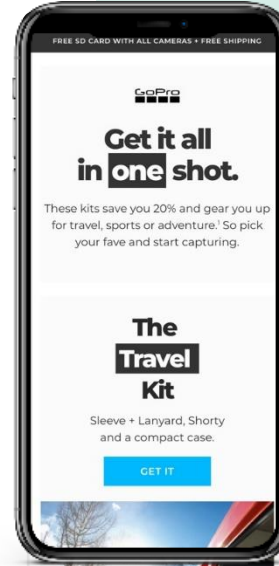 FREE SD CARD WITH ALL CAMERAS + FREE SHIPPING
GoPro
Get it all
in one shot.
These kits save you 20% and gear you up
for travel, sports or adventure.¹ So pick
your fave and start capturing.
The
Travel
Kit
Sleeve + Lanyard, Shorty
and a compact case.
GET IT